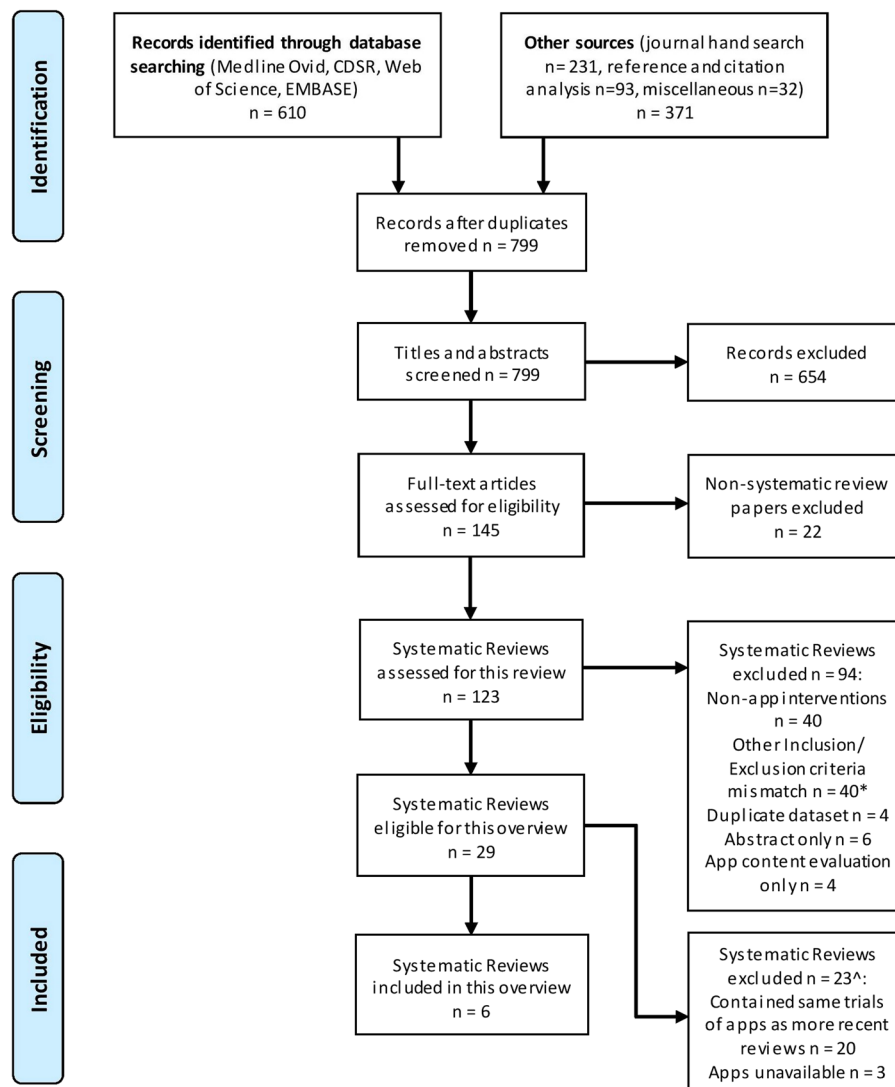 Identification
Records identified through database
searching (Medline Ovid, CDSR, Web
of Science, EMBASE)
n = 610
Other sources (journal hand search
n= 231, reference and citation
analysis n=93, miscellaneous n=32)
n = 371
Records after duplicates
removed n = 799
Screening
Titles and abstracts
screened n = 799
Records excluded
n = 654
Full-text articles
assessed for eligibility
n = 145
Non-systematic review
papers excluded
n = 22
Eligibility
Systematic Reviews
assessed for this review
n = 123
Systematic Reviews
excluded n = 94:
Non-app interventions
n = 40
Other Inclusion/
Exclusion criteria
mismatch n = 40*
Duplicate dataset n = 4
Abstract only n = 6
App content evaluation
only n = 4
Systematic Reviews
eligible for this overview
n = 29
Included
Systematic Reviews
included in this overview
n = 6
Systematic Reviews
excluded n = 23^:
Contained same trials
of apps as more recent
reviews n = 20
Apps unavailable n = 3